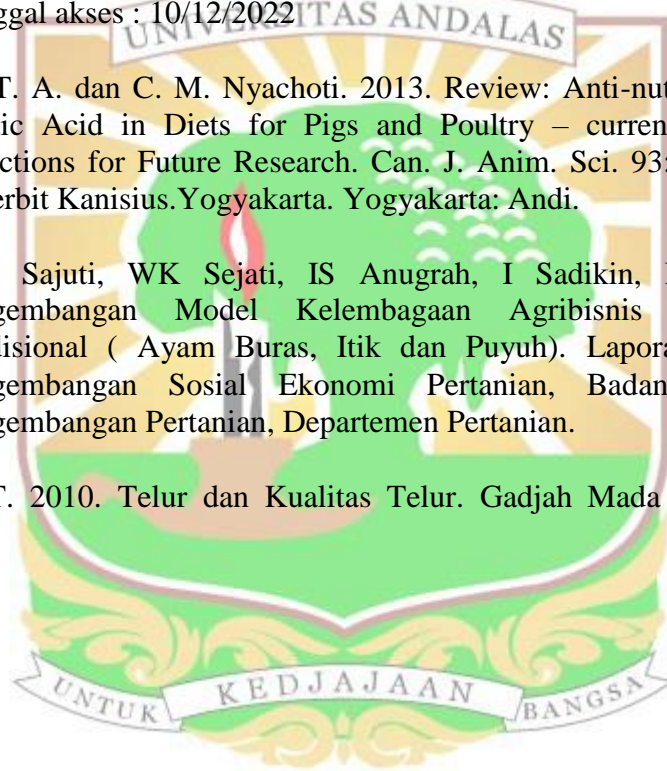 ggal akses : 10/12/2022
UNIVERSITAS ANDALAS
T. A. dan C. M. Nyachoti. 2013. Review: Anti-nut
ic Acid in Diets for Pigs and Poultry – curren
ctions for Future Research. Can. J. Anim. Sci. 93:
erbit Kanisius.Yogyakarta. Yogyakarta: Andi.
Sajuti, WK Sejati, IS Anugrah, I Sadikin,
gembangan Model Kelembagaan Agribisnis
disional ( Ayam Buras, Itik dan Puyuh). Lapora
gembangan Sosial Ekonomi Pertanian, Badan
gembangan Pertanian, Departemen Pertanian.
T. 2010. Telur dan Kualitas Telur. Gadjah Mada
UNTUK KEDJAJAAN BANGSA